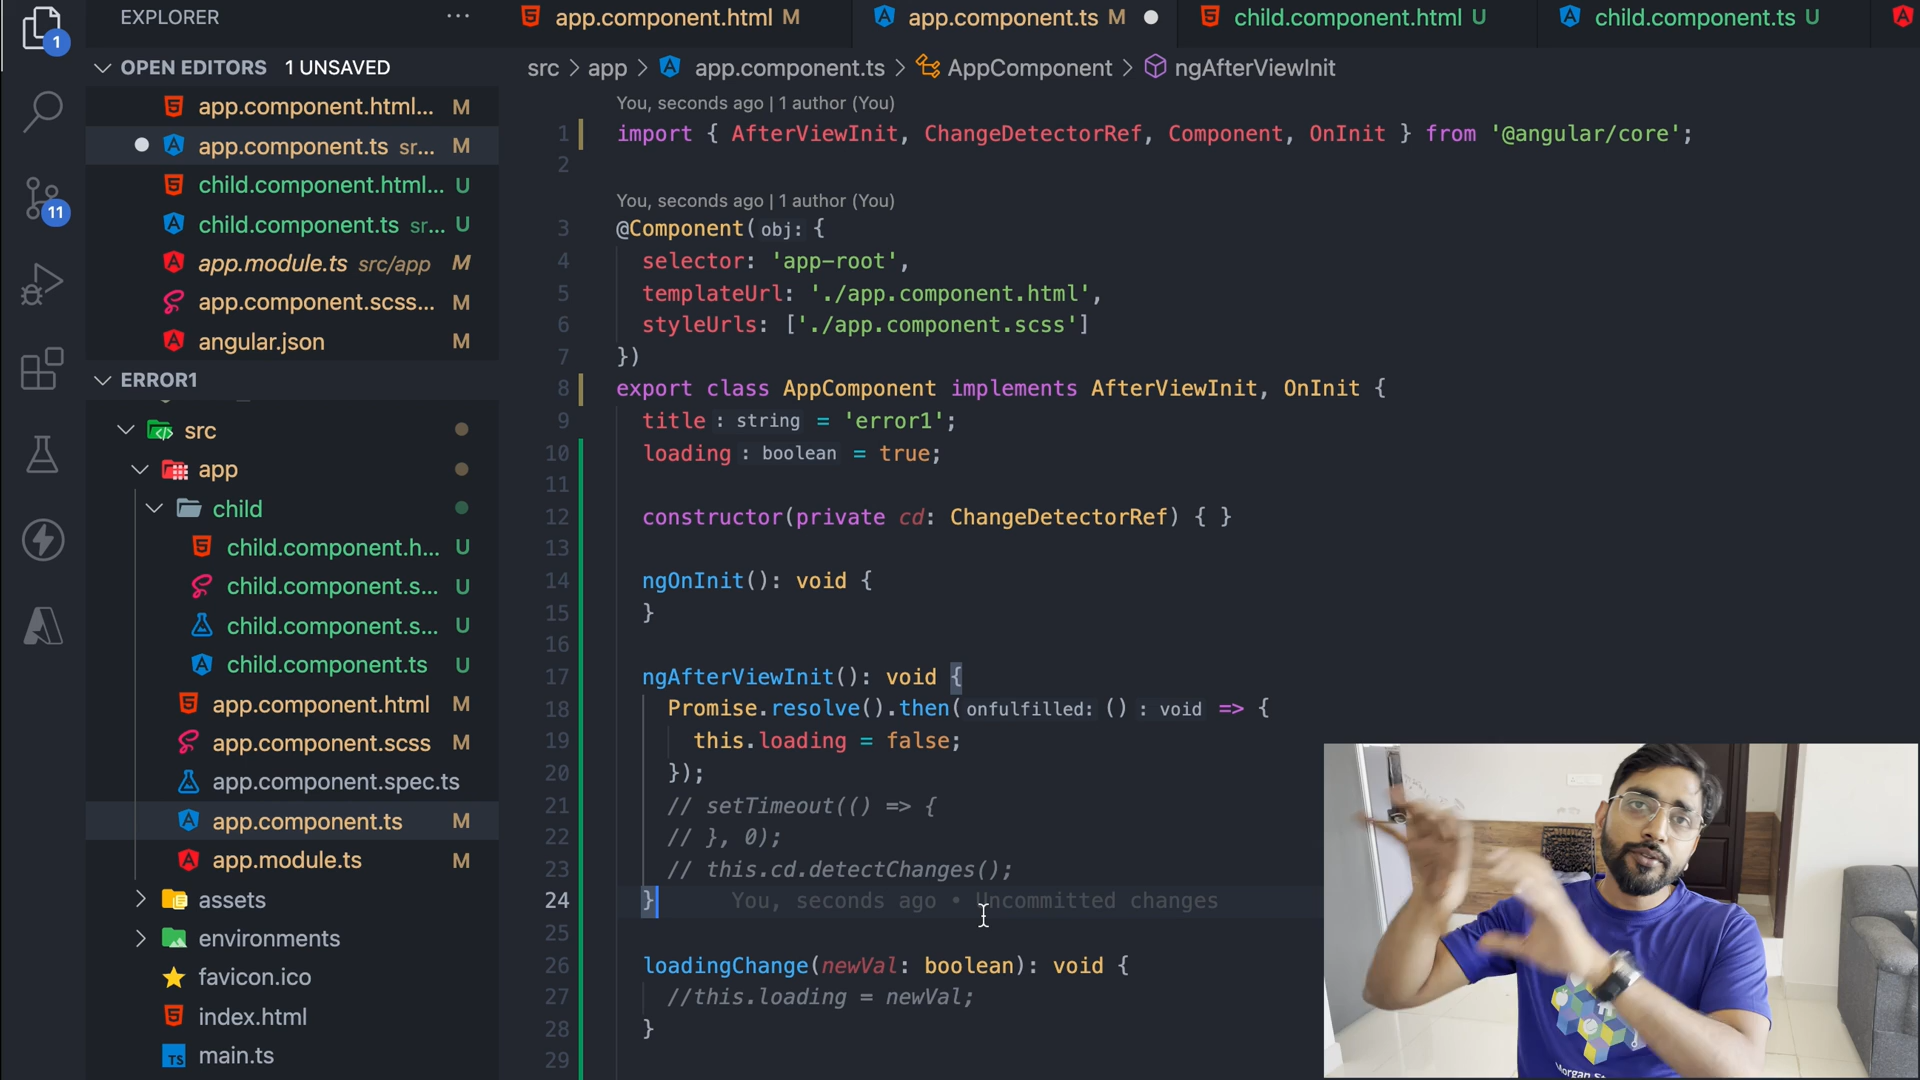 EXPLORER
OPEN EDITORS 1 UNSAVED
app.component.html... M
app.component.ts sr... M
child.component.html... U
child.component.ts sr... U
app.module.ts src/app M
app.component.scss... M
angular.json M
ERROR1
src
app
child
child.component.h... U
child.component.s... U
child.component.s... U
child.component.ts U
app.component.html M
app.component.scss M
app.component.spec.ts
app.component.ts M
app.module.ts M
assets
environments
favicon.ico
index.html
TS main.ts
1
11
app.component.html M app.component.ts M child.component.html U child.component.ts U
src > app > app.component.ts > AppComponent > ngAfterViewInit
You, seconds ago | 1 author (You)
1 import { AfterViewInit, ChangeDetectorRef, Component, OnInit } from '@angular/core';
2
You, seconds ago | 1 author (You)
3 @Component(obj: {
4 selector: 'app-root',
5 templateUrl: './app.component.html',
6 styleUrls: ['./app.component.scss']
7 })
8 export class AppComponent implements AfterViewInit, OnInit {
9 title : string = 'error1';
10 loading : boolean = true;
11
12 constructor(private cd: ChangeDetectorRef) { }
13
14 ngOnInit(): void {
15 }
16
17 ngAfterViewInit(): void {
18 Promise.resolve().then(onfulfilled: () : void => {
19 this.loading = false;
20 });
21 // setTimeout(() => {
22 // }, 0);
23 // this.cd.detectChanges();
24 } You, seconds ago • Uncommitted changes
25
26 loadingChange(newVal: boolean): void {
27 //this.loading = newVal;
28 }
29